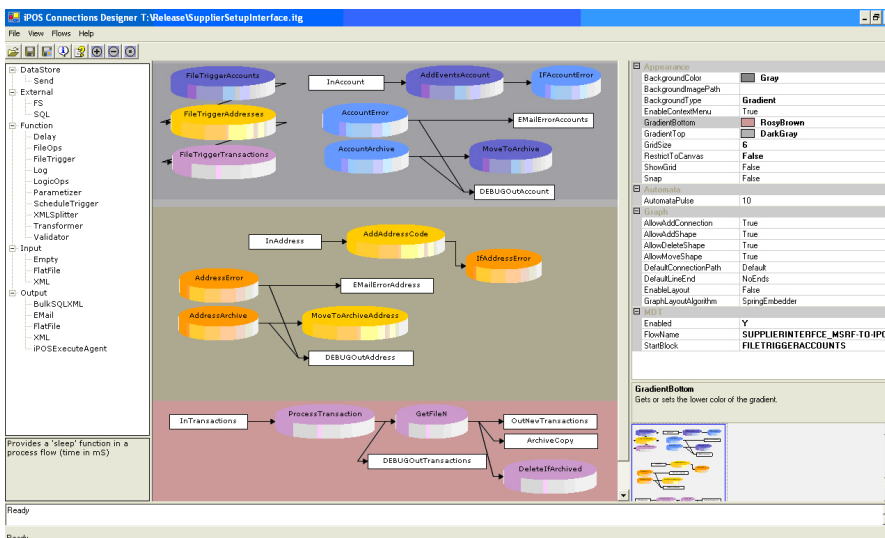 iPOS Connections Designer T:\Release\SupplierSetupInterface.itg
File View Flows Help
DataStore
Send
External
FS
SQL
Function
Delay
FileOps
FileTrigger
Log
LogicOps
Parametizer
ScheduleTrigger
XMLSplitter
Transformer
Validator
Input
Empty
FlatFile
XML
Output
BulkSQLXML
EMail
FlatFile
XML
iPOSExecuteAgent
Provides a 'sleep' function in a
process flow (time in mS)
FileTriggerAccounts
InAccount
AddEventsAccount
IFAccountError
FileTriggerAddresses
AccountError
EMailErrorAccounts
FileTriggerTransactions
AccountArchive
MoveToArchive
DEBUGOutAccount
InAddress
AddAddressCode
IfAddressError
AddressError
EMailErrorAddress
AddressArchive
MoveToArchiveAddress
DEBUGOutAddress
InTransactions
ProcessTransaction
GetFileN
OutNewTransactions
ArchiveCopy
DEBUGOutTransactions
DeleteIfArchived
Appearance
BackgroundColor Gray
BackgroundImagePath
BackgroundType Gradient
EnableContextMenu True
GradientBottom RosyBrown
GradientTop DarkGray
GridSize 6
RestrictToCanvas False
ShowGrid False
Snap False
Automata
AutomataPulse 10
Graph
AllowAddConnection True
AllowAddShape True
AllowDeleteShape True
AllowMoveShape True
DefaultConnectionPath Default
DefaultLineEnd NoEnds
EnableLayout False
GraphLayoutAlgorithm SpringEmbedder
MDT
Enabled Y
FlowName SUPPLIERINTERFCE_MSRF-TO-IPO
StartBlock FILETRIGGERACCOUNTS
GradientBottom
Gets or sets the lower color of the gradient.
Ready
Ready